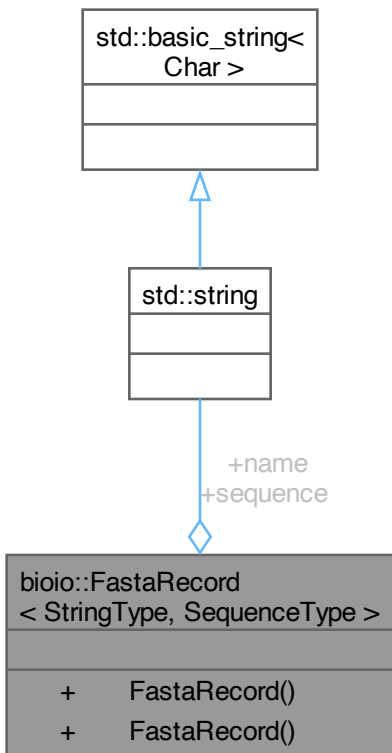 std::basic_string<
Char >
std::string
+name
+sequence
bioio::FastaRecord
< StringType, SequenceType >
+ FastaRecord()
+ FastaRecord()